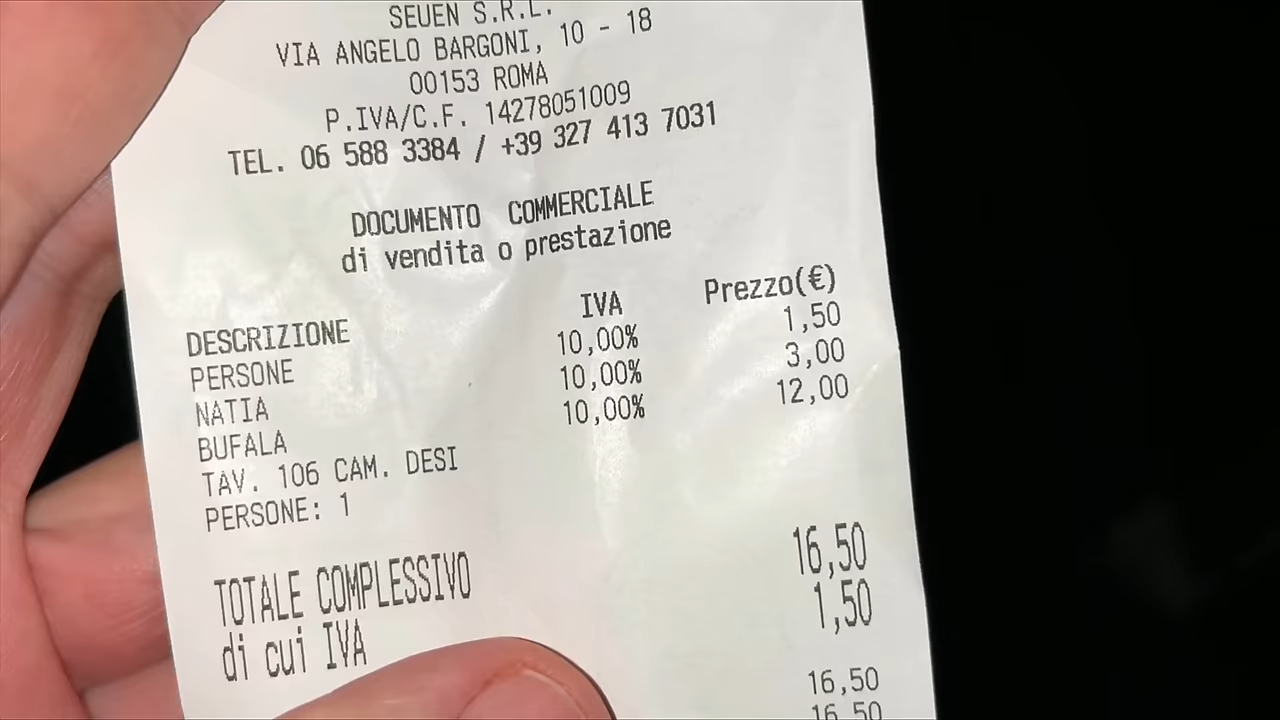 SEUEN S.R.L.
VIA ANGELO BARGONI, 10 - 18
00153 ROMA
P.IVA/C.F. 14278051009
TEL. 06 588 3384 / +39 327 413 7031
DOCUMENTO COMMERCIALE
di vendita o prestazione
DESCRIZIONE IVA Prezzo(€)
PERSONE 10,00% 1,50
NATIA 10,00% 3,00
BUFALA 10,00% 12,00
TAV. 106 CAM. DESI
PERSONE: 1
TOTALE COMPLESSIVO 16,50
di cui IVA 1,50
16,50
16,50